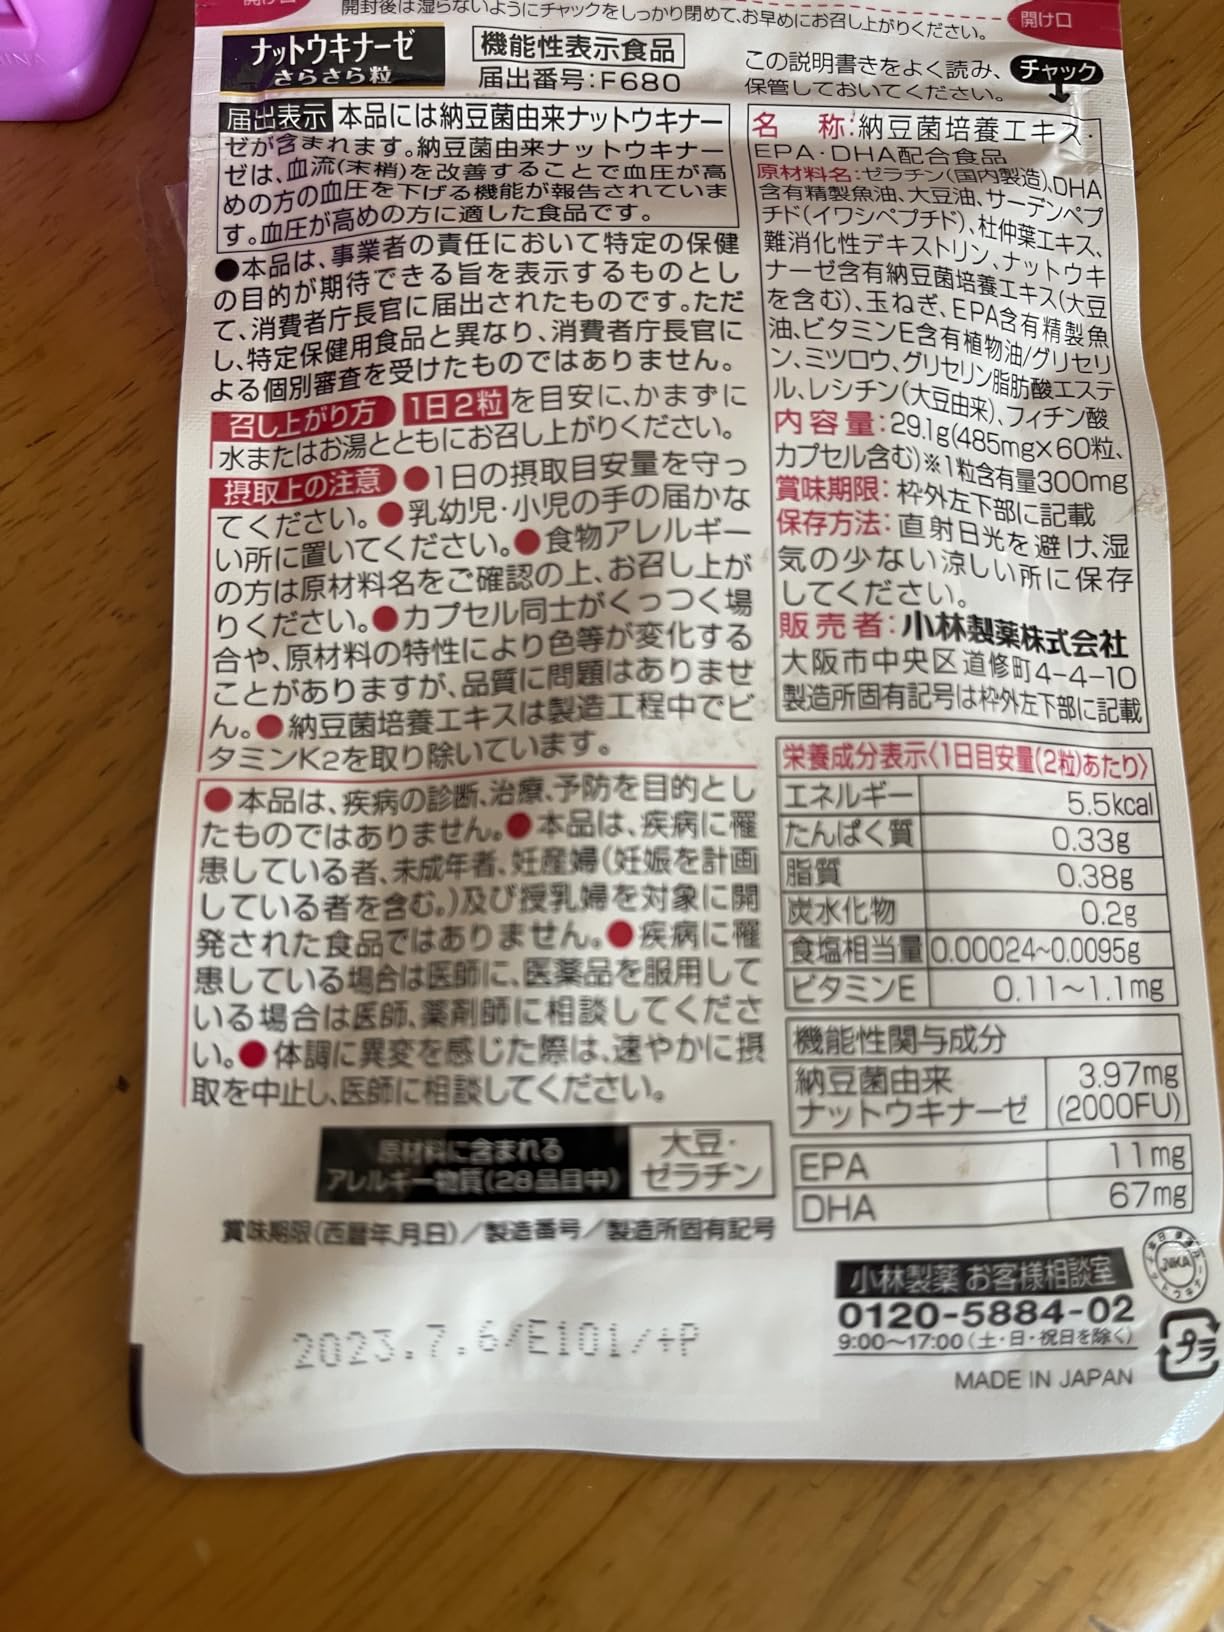 開封後は湿らないようにチャックをしっかり閉めて、お早めにお召し上がりください。
開け口
ナットウキナーゼ
さらさら粒
機能性表示食品
届出番号:F680
この説明書きをよく読み、
保管しておいてください。
チャック
届出表示 本品には納豆菌由来ナットウキナー
ゼが含まれます。納豆菌由来ナットウキナー
ゼは、血流(末梢)を改善することで血圧が高
めの方の血圧を下げる機能が報告されていま
す。血圧が高めの方に適した食品です。
●本品は、事業者の責任において特定の保健
の目的が期待できる旨を表示するものとし
て、消費者庁長官に届出されたものです。ただ
し、特定保健用食品と異なり、消費者庁長官に
よる個別審査を受けたものではありません。
召し上がり方 1日2粒を目安に、かまずに
水またはお湯とともにお召し上がりください。
摂取上の注意 ●1日の摂取目安量を守っ
てください。●乳幼児・小児の手の届かな
い所に置いてください。●食物アレルギー
の方は原材料名をご確認の上、お召し上が
りください。●カプセル同士がくっつく場
合や、原材料の特性により色等が変化する
ことがありますが、品質に問題はありませ
ん。●納豆菌培養エキスは製造工程中でビ
タミンK2を取り除いています。
●本品は、疾病の診断、治療、予防を目的とし
たものではありません。●本品は、疾病に罹
患している者、未成年者、妊産婦(妊娠を計画
している者を含む。)及び授乳婦を対象に開
発された食品ではありません。●疾病に罹
患している場合は医師に、医薬品を服用して
いる場合は医師、薬剤師に相談してくださ
い。●体調に異変を感じた際は、速やかに摂
取を中止し、医師に相談してください。
原材料に含まれる
アレルギー物質(28品目中)
大豆・
ゼラチン
賞味期限(西暦年.月.日)/製造番号/製造所固有記号
2023.7.6/E101/+P
名 称:納豆菌培養エキス・
EPA・DHA配合食品
原材料名:ゼラチン(国内製造)、DHA
含有精製魚油、大豆油、サーデンペプ
チド(イワシペプチド)、杜仲葉エキス、
難消化性デキストリン、ナットウキ
ナーゼ含有納豆菌培養エキス(大豆
を含む)、玉ねぎ、EPA含有精製魚
油、ビタミンE含有植物油/グリセリ
ン、ミツロウ、グリセリン脂肪酸エステ
ル、レシチン(大豆由来)、フィチン酸
内容量:29.1g(485mg×60粒、
カプセル含む)※1粒含有量300mg
賞味期限:枠外左下部に記載
保存方法:直射日光を避け、湿
気の少ない涼しい所に保存
してください。
販売者:小林製薬株式会社
大阪市中央区道修町4-4-10
製造所固有記号は枠外左下部に記載
栄養成分表示〈1日目安量(2粒)あたり〉
エネルギー 5.5kcal
たんぱく質 0.33g
脂質 0.38g
炭水化物 0.2g
食塩相当量 0.00024~0.0095g
ビタミンE 0.11~1.1mg
機能性関与成分
納豆菌由来 3.97mg
ナットウキナーゼ (2000FU)
EPA 11mg
DHA 67mg
小林製薬 お客様相談室
0120-5884-02
9:00~17:00(土・日・祝日を除く)
JNKA
プラ
MADE IN JAPAN